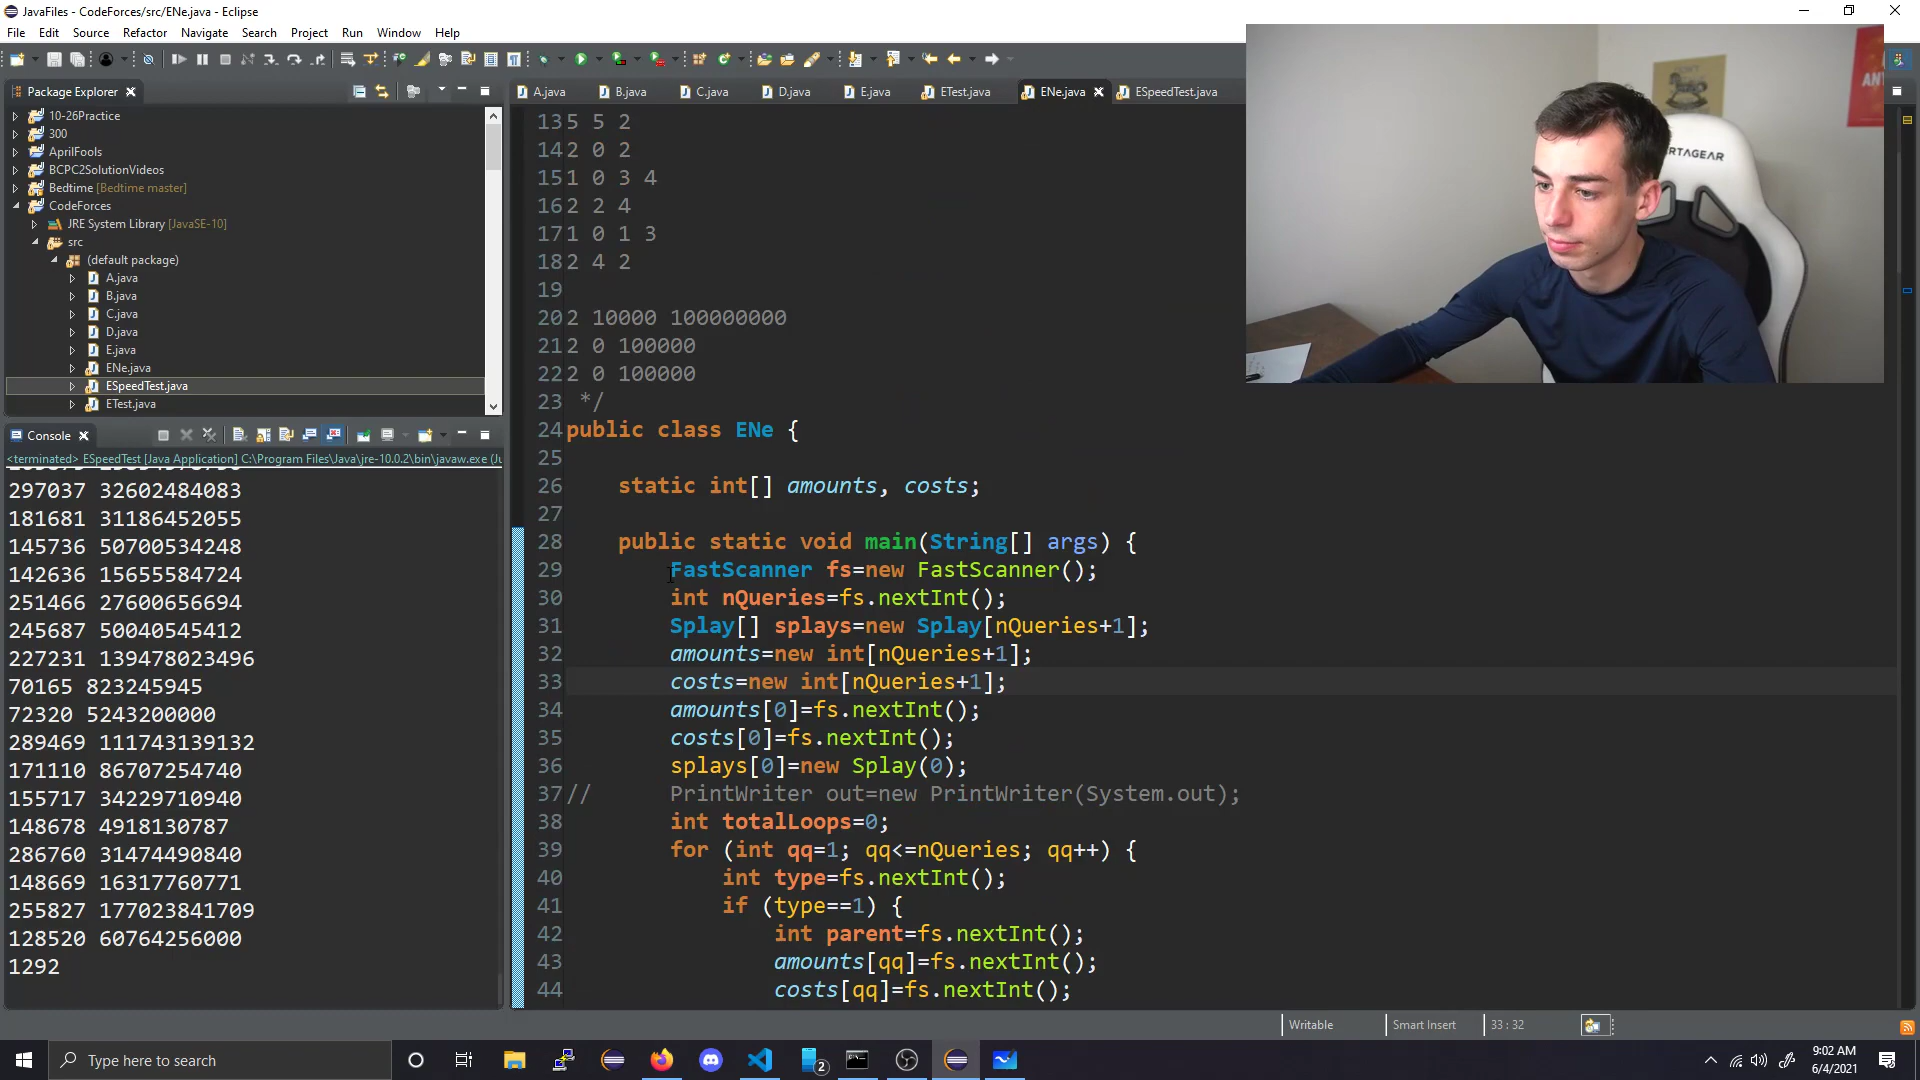 JavaFiles - CodeForces/src/ENe.java - Eclipse
File Edit Source Refactor Navigate Search Project Run Window Help
Package Explorer
10-26Practice
300
AprilFools
BCPC2SolutionVideos
Bedtime [Bedtime master]
CodeForces
JRE System Library [JavaSE-10]
src
(default package)
A.java
B.java
C.java
D.java
E.java
ENe.java
ESpeedTest.java
ETest.java
Console
<terminated> ESpeedTest [Java Application] C:\Program Files\Java\jre-10.0.2\bin\javaw.exe (Ju
297037 32602484083
181681 31186452055
145736 50700534248
142636 15655584724
251466 27600656694
245687 50040545412
227231 139478023496
70165 823245945
72320 5243200000
289469 111743139132
171110 86707254740
155717 34229710940
148678 4918130787
286760 31474490840
148669 16317760771
255827 177023841709
128520 60764256000
1292
A.java B.java C.java D.java E.java ETest.java ENe.java ESpeedTest.java
13 5 5 2
14 2 0 2
15 1 0 3 4
16 2 2 4
17 1 0 1 3
18 2 4 2
19
20 2 10000 100000000
21 2 0 100000
22 2 0 100000
23 */
24 public class ENe {
25
26 static int[] amounts, costs;
27
28 public static void main(String[] args) {
29 FastScanner fs=new FastScanner();
30 int nQueries=fs.nextInt();
31 Splay[] splays=new Splay[nQueries+1];
32 amounts=new int[nQueries+1];
33 costs=new int[nQueries+1];
34 amounts[0]=fs.nextInt();
35 costs[0]=fs.nextInt();
36 splays[0]=new Splay(0);
37 // PrintWriter out=new PrintWriter(System.out);
38 int totalLoops=0;
39 for (int qq=1; qq<=nQueries; qq++) {
40 int type=fs.nextInt();
41 if (type==1) {
42 int parent=fs.nextInt();
43 amounts[qq]=fs.nextInt();
44 costs[qq]=fs.nextInt();
RTAGEAR
Writable Smart Insert 33 : 32
Type here to search
2
9:02 AM
6/4/2021